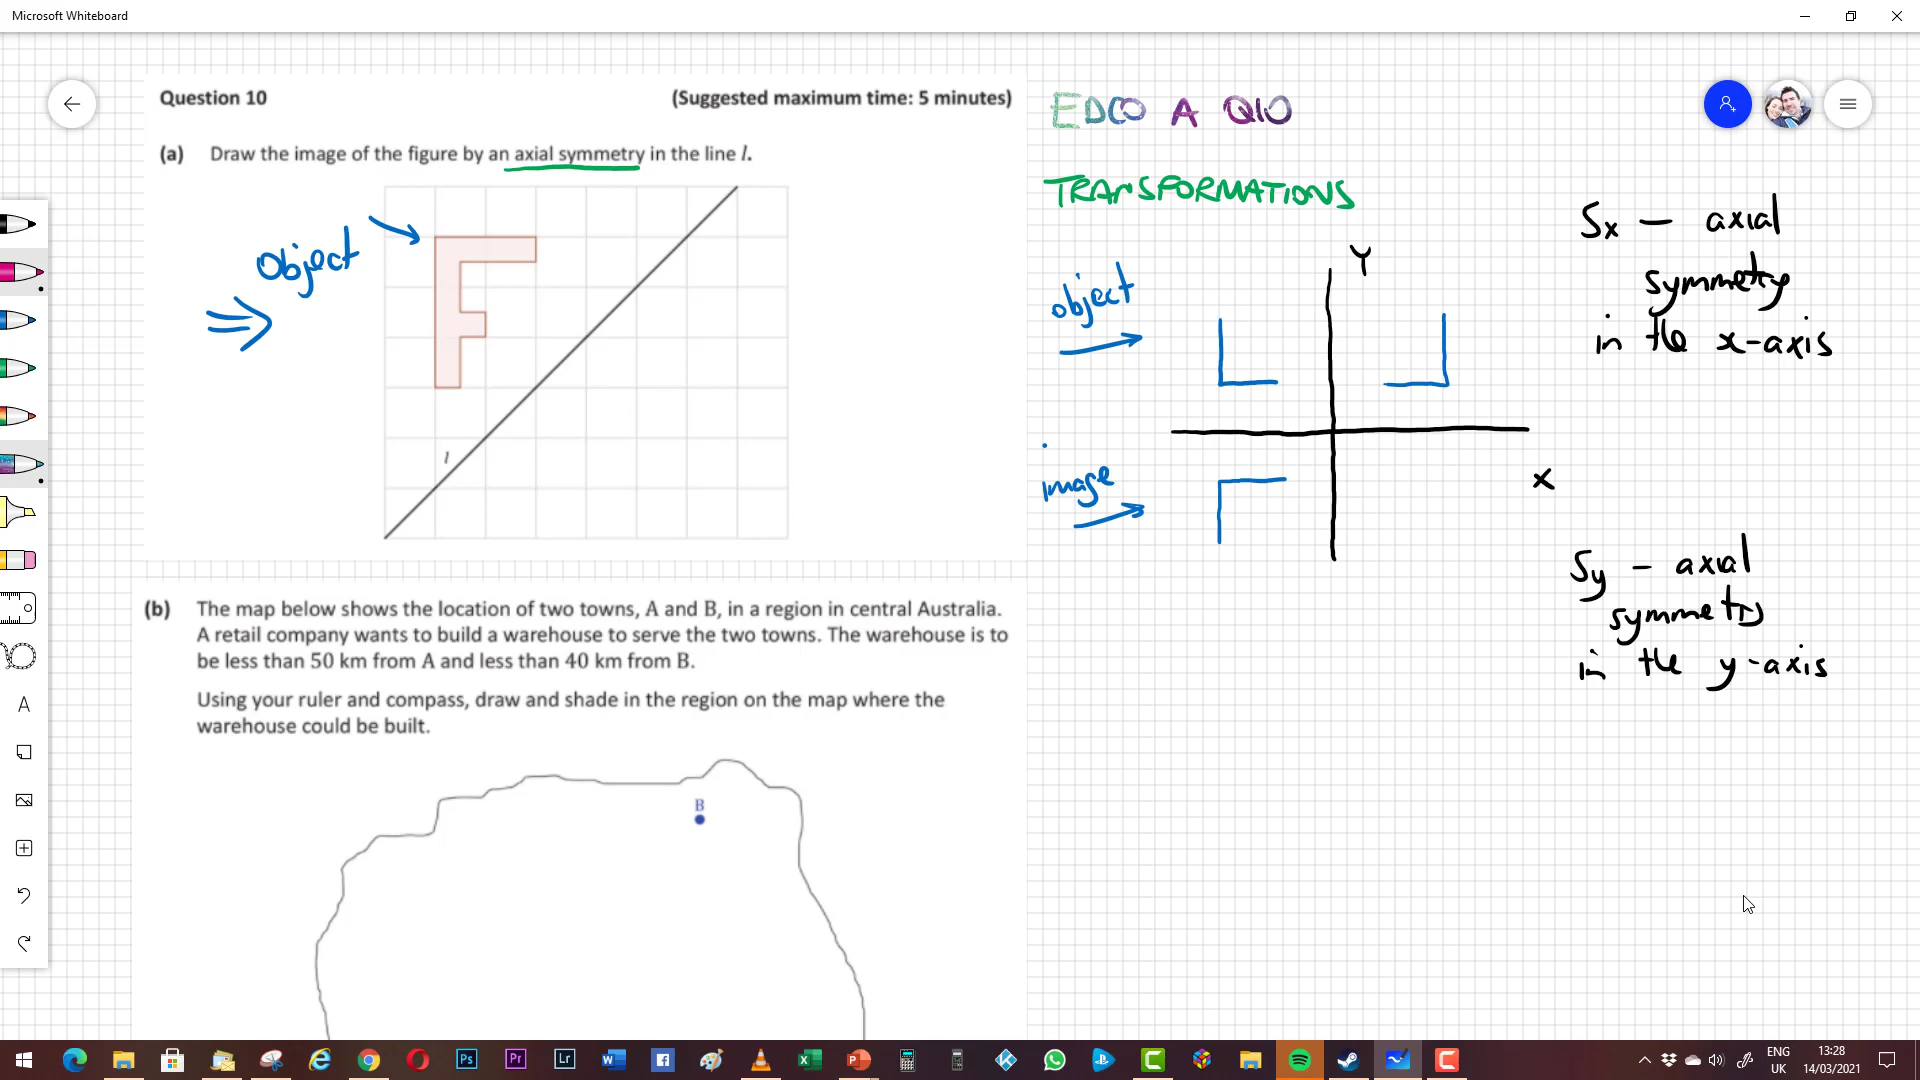 Microsoft Whiteboard
Question 10
(Suggested maximum time: 5 minutes)
(a) Draw the image of the figure by an axial symmetry in the line l.
Object
l
(b) The map below shows the location of two towns, A and B, in a region in central Australia.
A retail company wants to build a warehouse to serve the two towns. The warehouse is to
be less than 50 km from A and less than 40 km from B.
Using your ruler and compass, draw and shade in the region on the map where the
warehouse could be built.
B
EDCO A Q10
TRANSFORMATIONS
Y
object
image
X
Sx - axial
symmetry
in the x-axis
Sy - axial
symmetry
in the y-axis
A
Ps
Pr
Lr
ENG
UK
13:28
14/03/2021